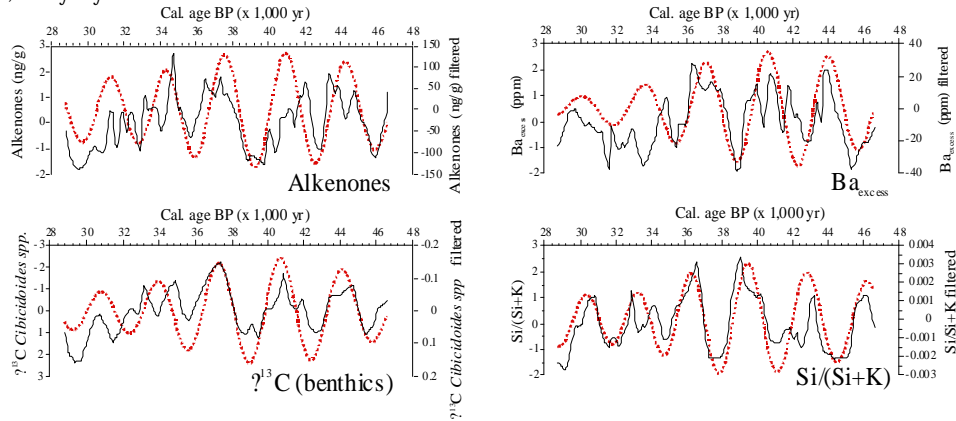 Cal. age BP (x 1,000 yr)
28 30 32 34 36 38 40 42 44 46 48
Alkenones (ng/g
3 2 1 0 -1 -2
150 100 50 0 -50 -100 -150
Alkenones (ng/g) filtered
Alkenones
Cal. age BP (x 1,000 yr)
28 30 32 34 36 38 40 42 44 46 48
Ba exces s (ppm)
3 2 1 0 -1 -2
40 20 0 -20 -40
Ba excess (ppm) filtered
Ba excess
Cal. age BP (x 1,000 yr)
28 30 32 34 36 38 40 42 44 46 48
?¹³C Cibicidoides spp.
-3 -2 -1 0 1 2 3
-0.2 -0.1 0 0.1 0.2
?¹³C Cibicidoides spp filtered
?¹³C (benthics)
Cal. age BP (x 1,000 yr)
28 30 32 34 36 38 40 42 44 46 48
Si/(Si+K)
3 2 1 0 -1 -2
0.004 0.003 0.002 0.001 0 -0.001 -0.002 -0.003
Si/Si+K filtered
Si/(Si+K)